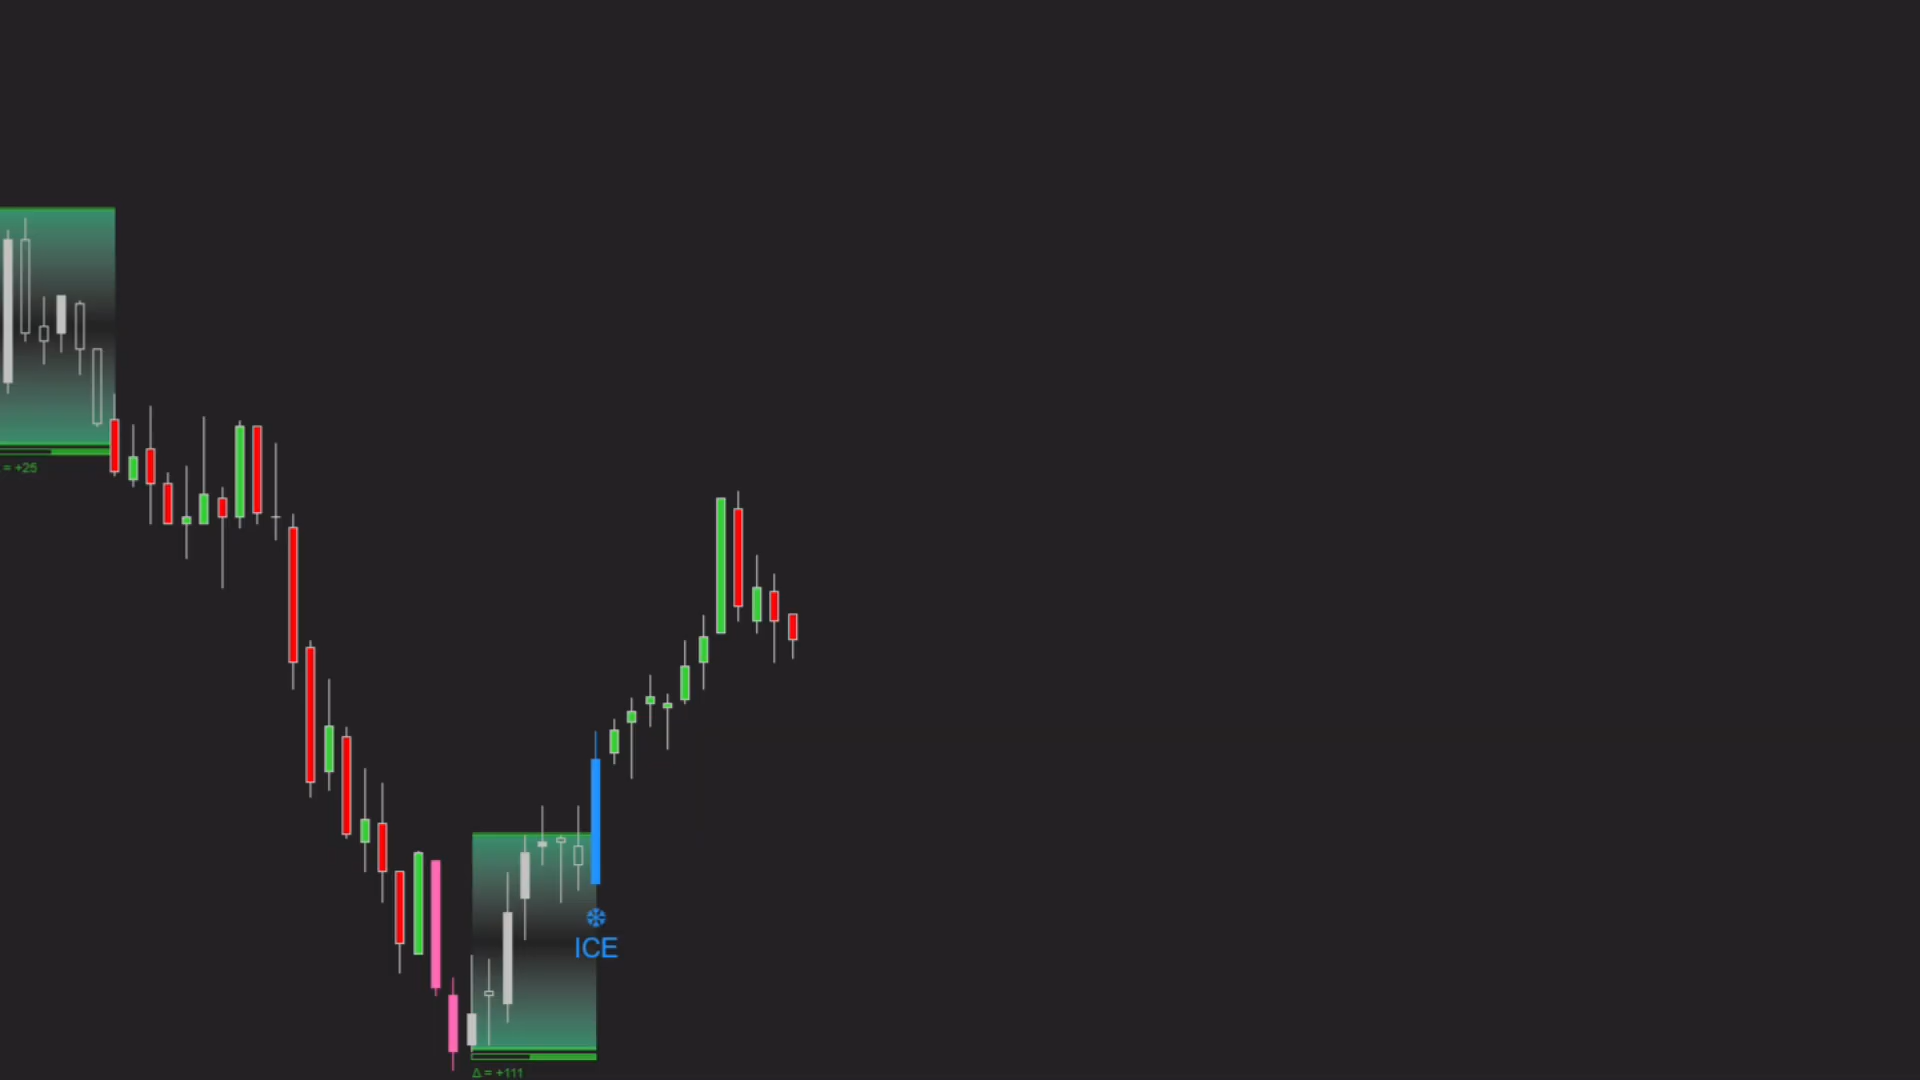 = +25
❄
ICE
Δ = +111